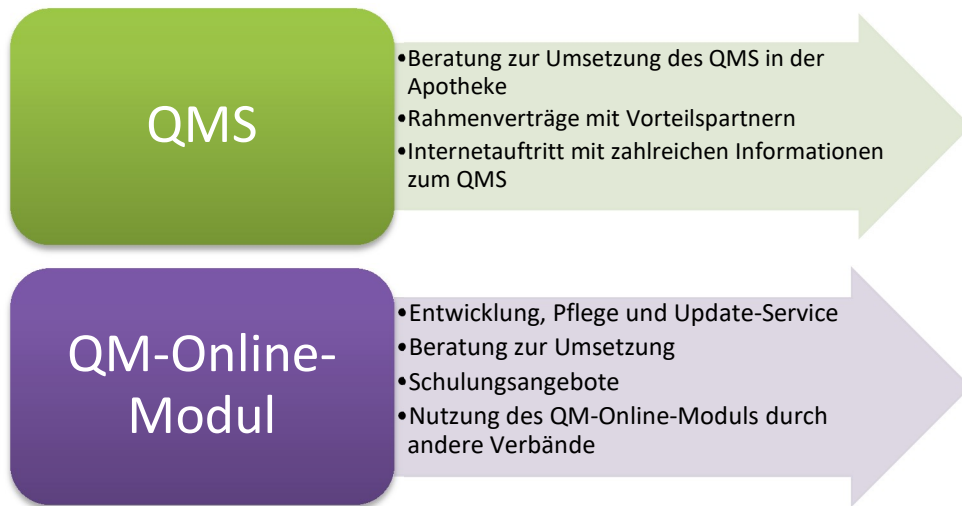 QMS
•Beratung zur Umsetzung des QMS in der
Apotheke
•Rahmenverträge mit Vorteilspartnern
•Internetauftritt mit zahlreichen Informationen
zum QMS
QM-Online-
Modul
•Entwicklung, Pflege und Update-Service
•Beratung zur Umsetzung
•Schulungsangebote
•Nutzung des QM-Online-Moduls durch
andere Verbände